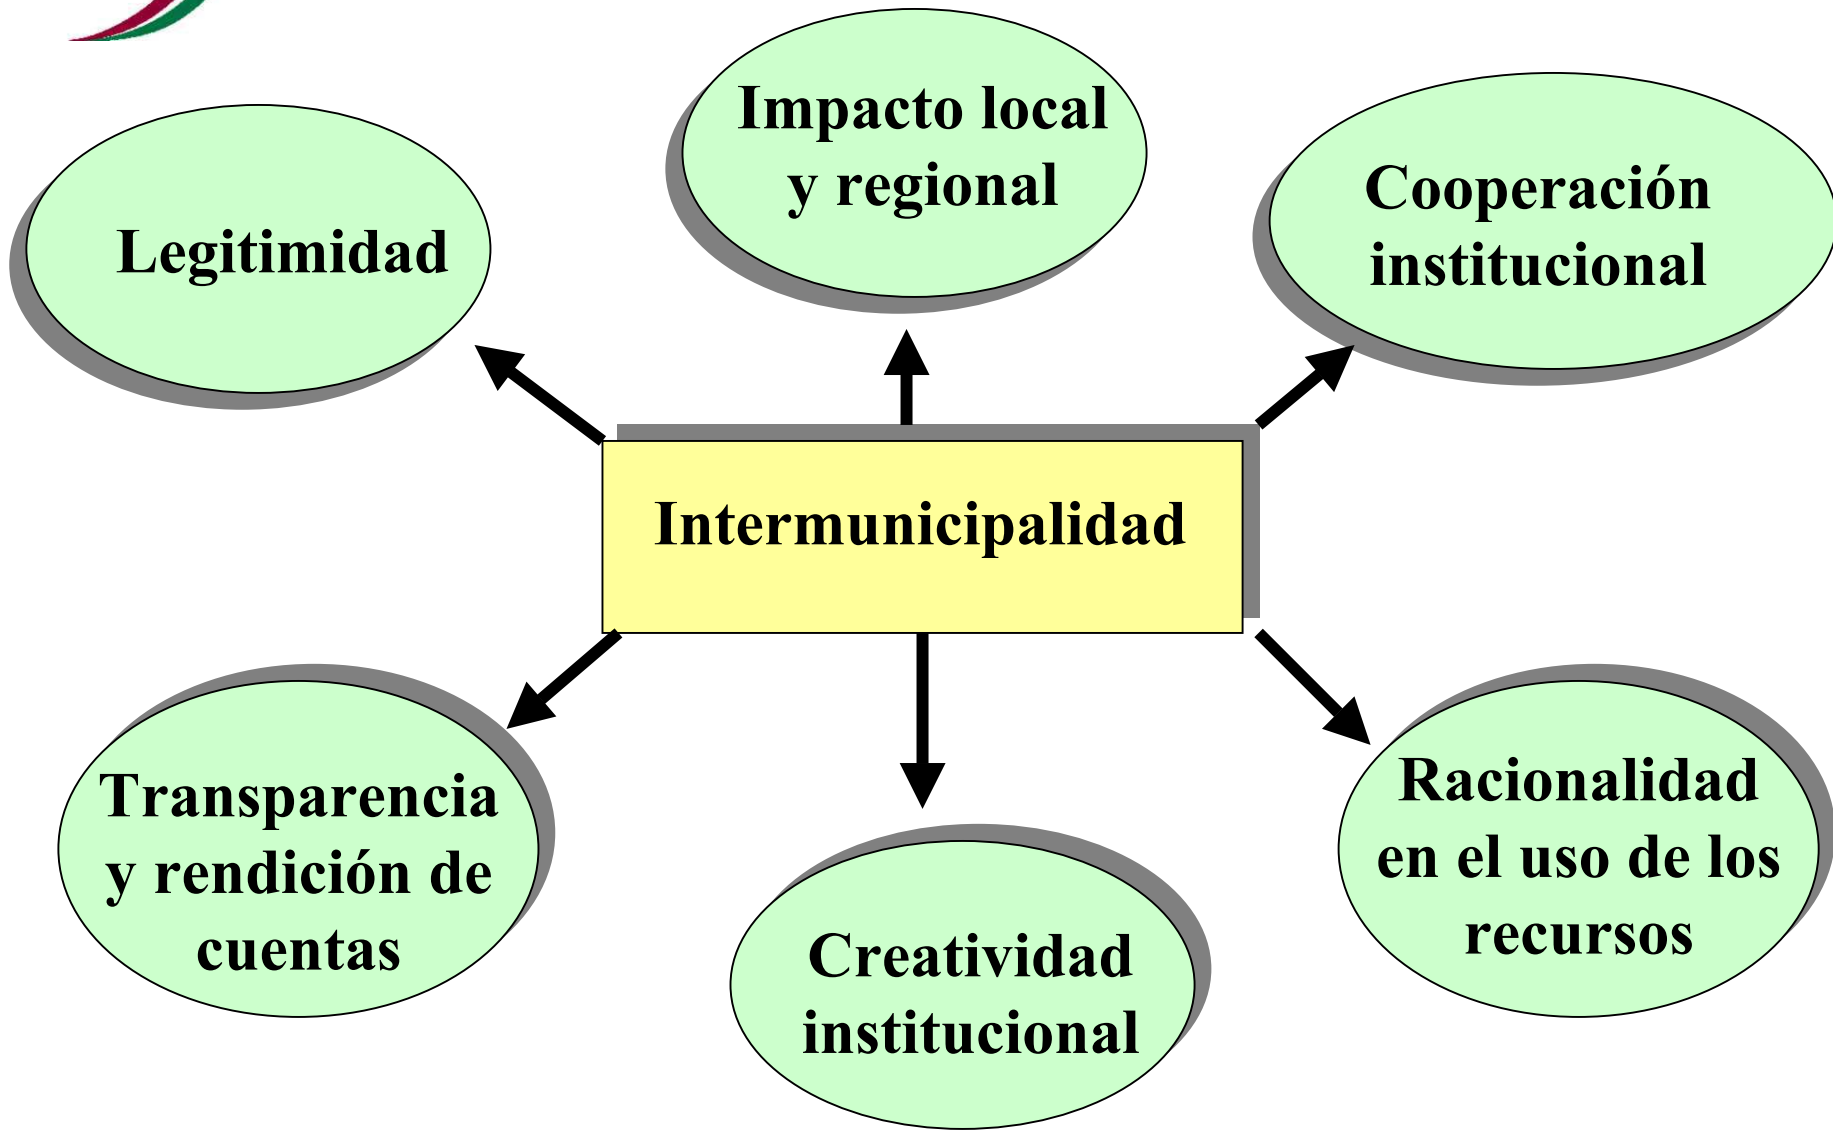 Impacto local
y regional
Cooperación
institucional
Legitimidad
Intermunicipalidad
Transparencia
y rendición de
cuentas
Creatividad
institucional
Racionalidad
en el uso de los
recursos